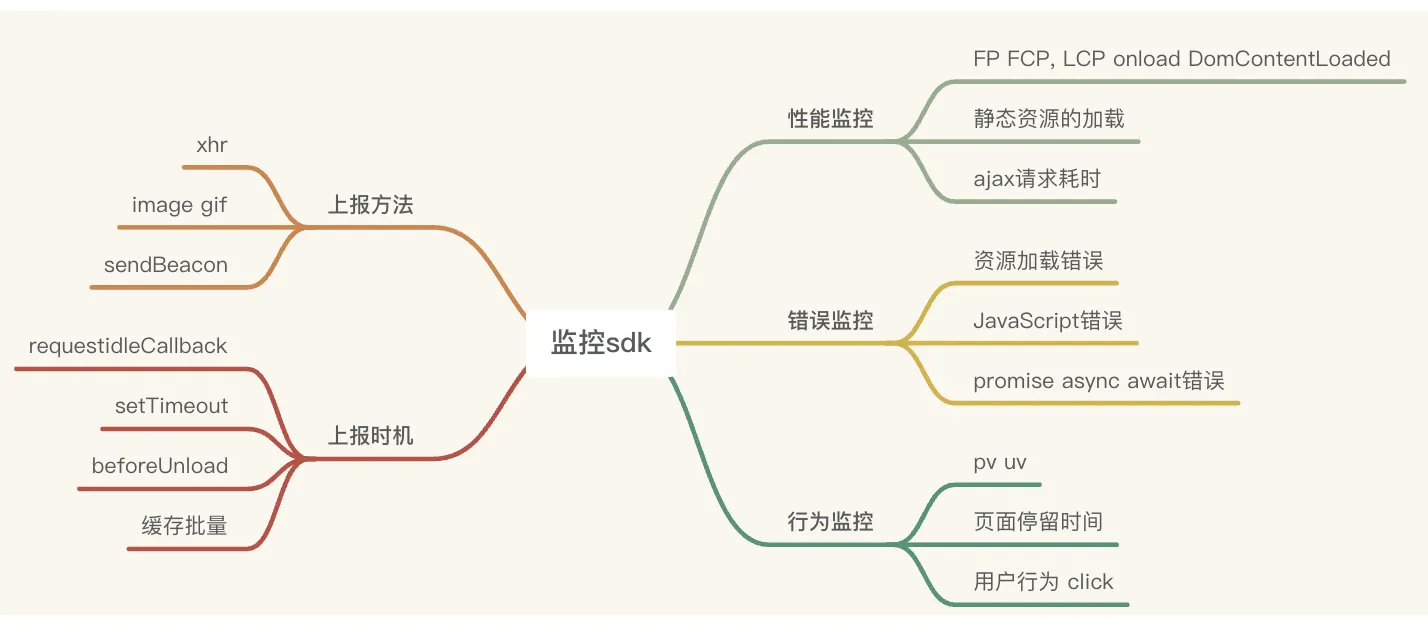 监控sdk
性能监控
FP FCP, LCP onload DomContentLoaded
静态资源的加载
ajax请求耗时
错误监控
资源加载错误
JavaScript错误
promise async await错误
行为监控
pv uv
页面停留时间
用户行为 click
上报方法
xhr
image gif
sendBeacon
上报时机
requestidleCallback
setTimeout
beforeUnload
缓存批量